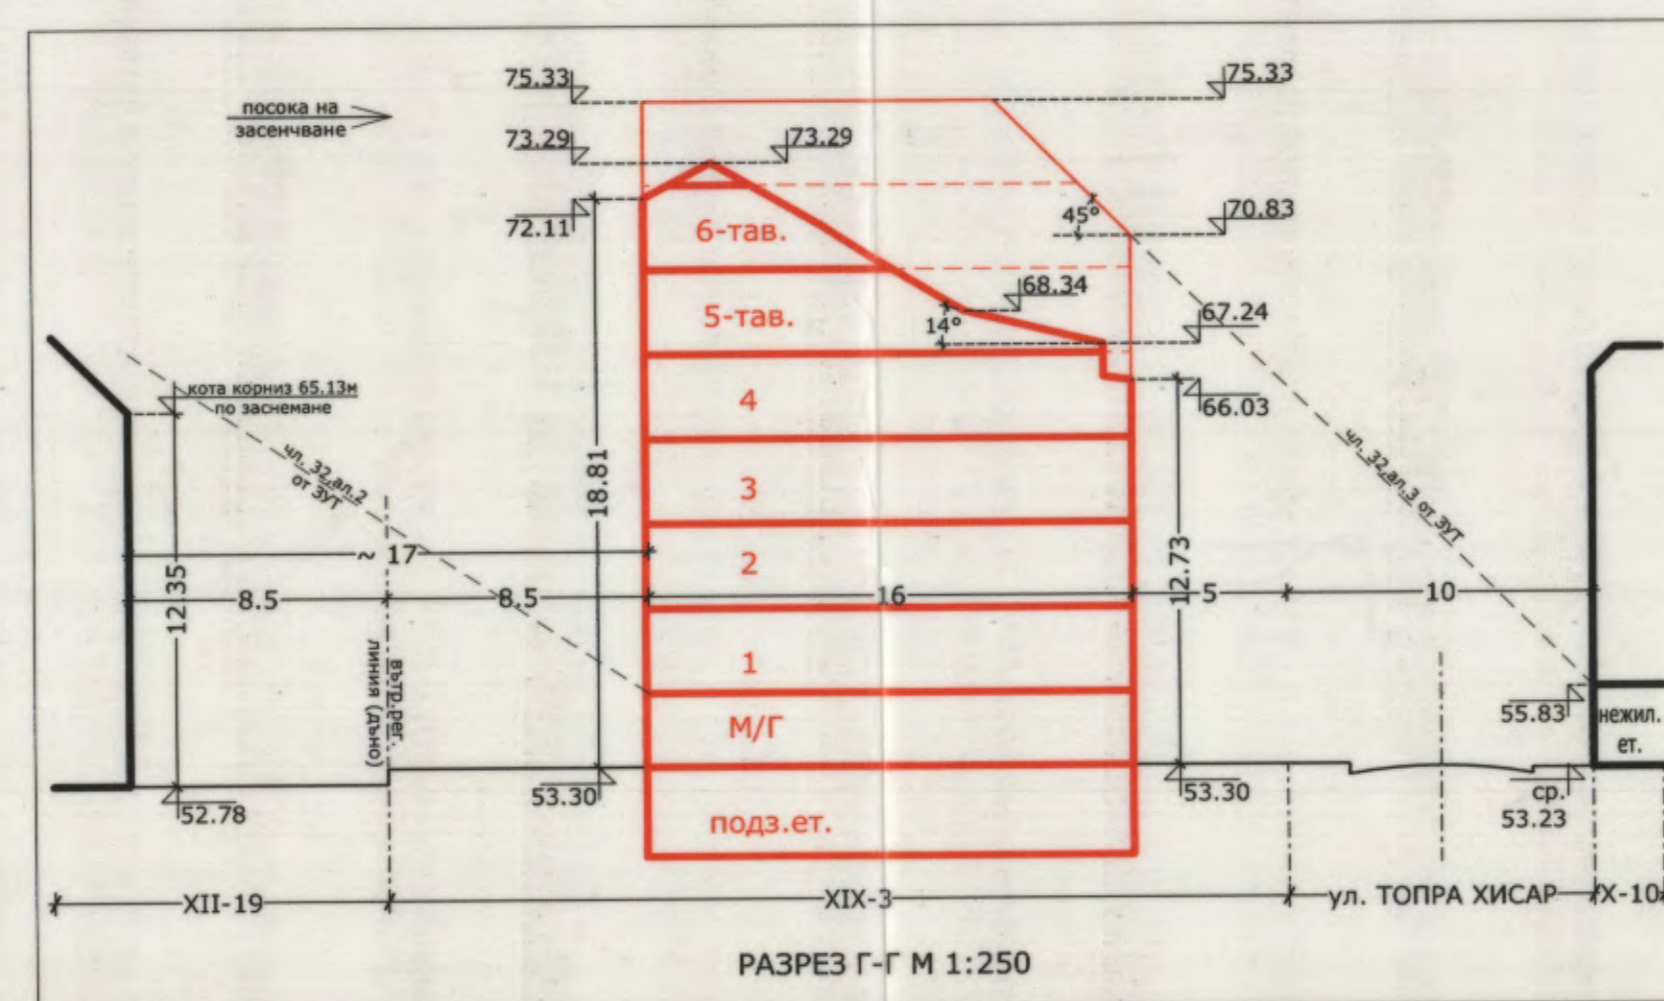 75.33
75.33
посока на
засенчване
73.29
73.29
72.11
6-тав.
45°
70.83
68.34
5-тав.
14°
67.24
кота корниз 65.13м
по заснемане
4
66.03
чл. 32,ал.2
от ЗУТ
чл. 32,ал.3 от ЗУТ
18.81
3
~ 17
2
12.35
8.5
8.5
16
12.73
5
10
вътр.рег.
линия (дъно)
1
М/Г
55.83
нежил.
ет.
52.78
53.30
53.30
ср.
53.23
подз.ет.
XII-19
XIX-3
ул. ТОПРА ХИСАР
X-10
РАЗРЕЗ Г-Г М 1:250